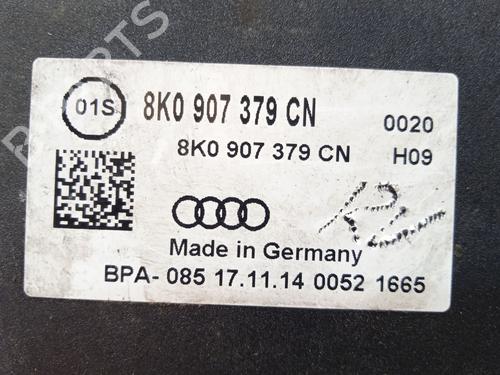 01S 8K0 907 379 CN 0020
8K0 907 379 CN H09
Made in Germany
BPA- 085 17.11.14 0052 1665